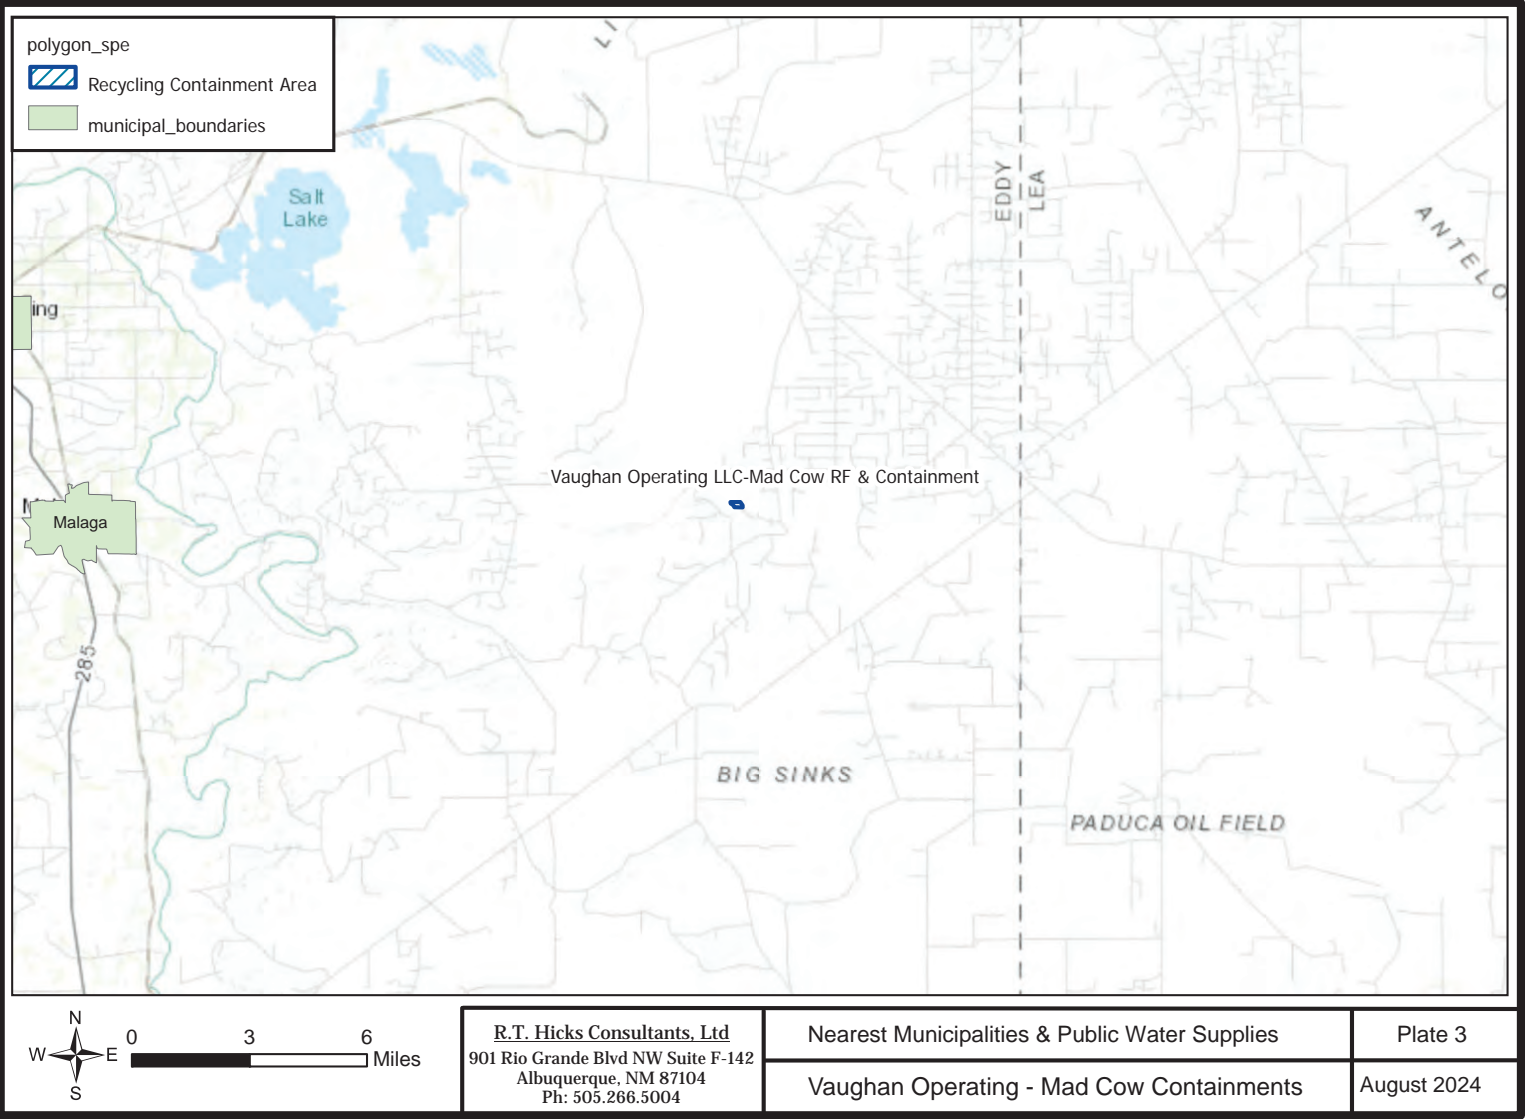 polygon_spe
Recycling Containment Area
municipal_boundaries
LI
Salt
Lake
EDDY
LEA
ANTELO
ing
Vaughan Operating LLC-Mad Cow RF & Containment
M
Malaga
285
BIG SINKS
PADUCA OIL FIELD
N
W E
S
0 3 6
Miles
R.T. Hicks Consultants, Ltd
901 Rio Grande Blvd NW Suite F-142
Albuquerque, NM 87104
Ph: 505.266.5004
Nearest Municipalities & Public Water Supplies
Vaughan Operating - Mad Cow Containments
Plate 3
August 2024